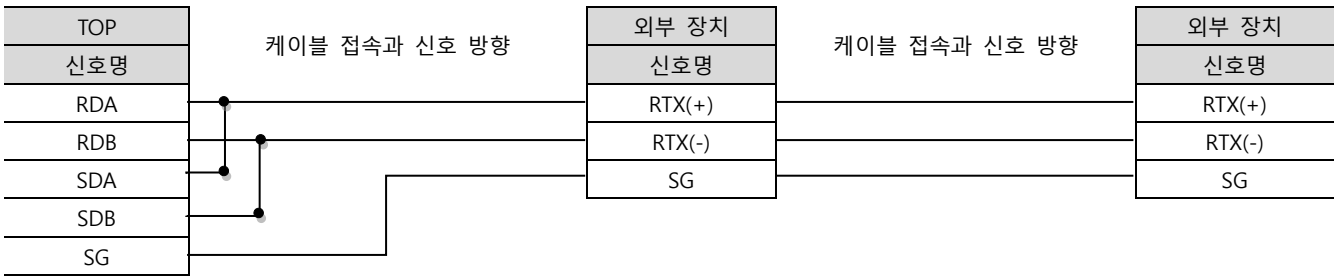 TOP 케이블 접속과 신호 방향 외부 장치 케이블 접속과 신호 방향 외부 장치
신호명 신호명 신호명
RDA RTX(+) RTX(+)
RDB RTX(-) RTX(-)
SDA SG SG
SDB
SG